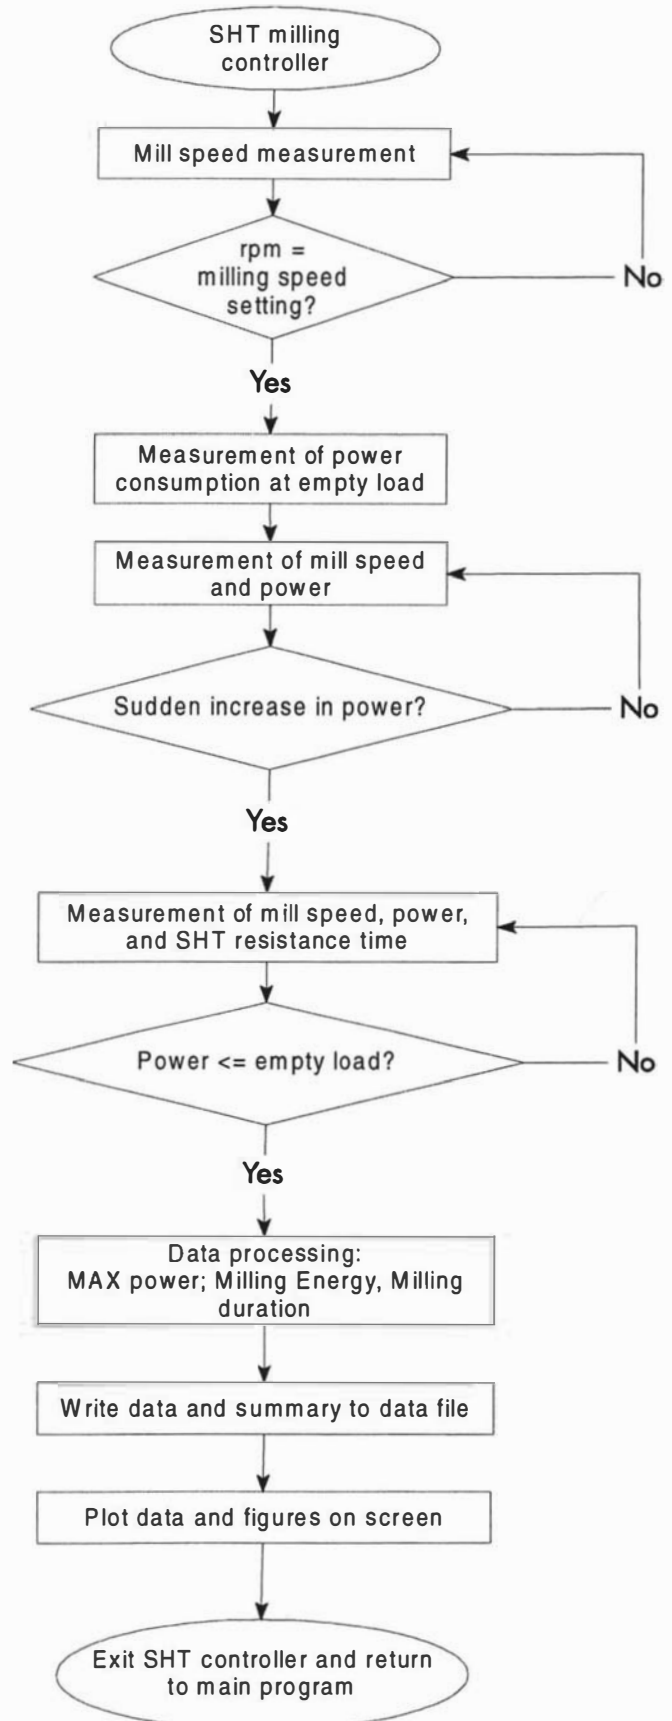 SHT milling
controller
Mill speed measurement
rpm =
milling speed
setting?
No
Yes
Measurement of power
consumption at empty load
Measurement of mill speed
and power
Sudden increase in power?
No
Yes
Measurement of mill speed, power,
and SHT resistance time
Power <= empty load?
No
Yes
Data processing:
MAX power; Milling Energy, Milling
duration
Write data and summary to data file
Plot data and figures on screen
Exit SHT controller and return
to main program